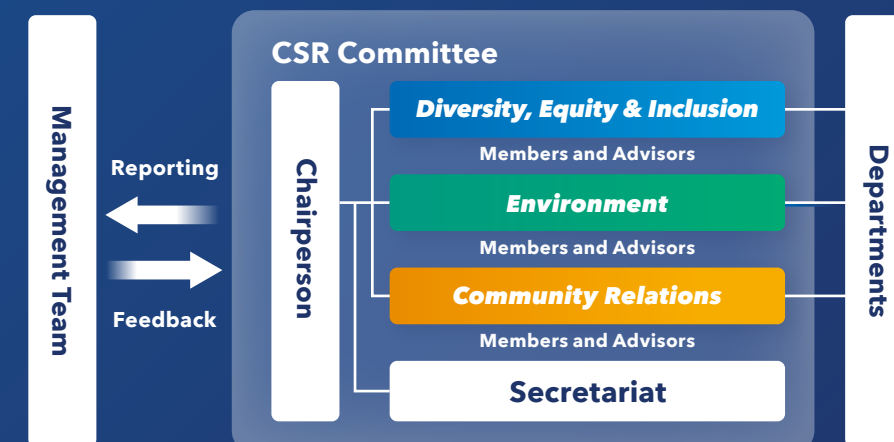 Management Team
Reporting
Feedback
CSR Committee
Chairperson
Diversity, Equity & Inclusion
Members and Advisors
Environment
Members and Advisors
Community Relations
Members and Advisors
Secretariat
Departments